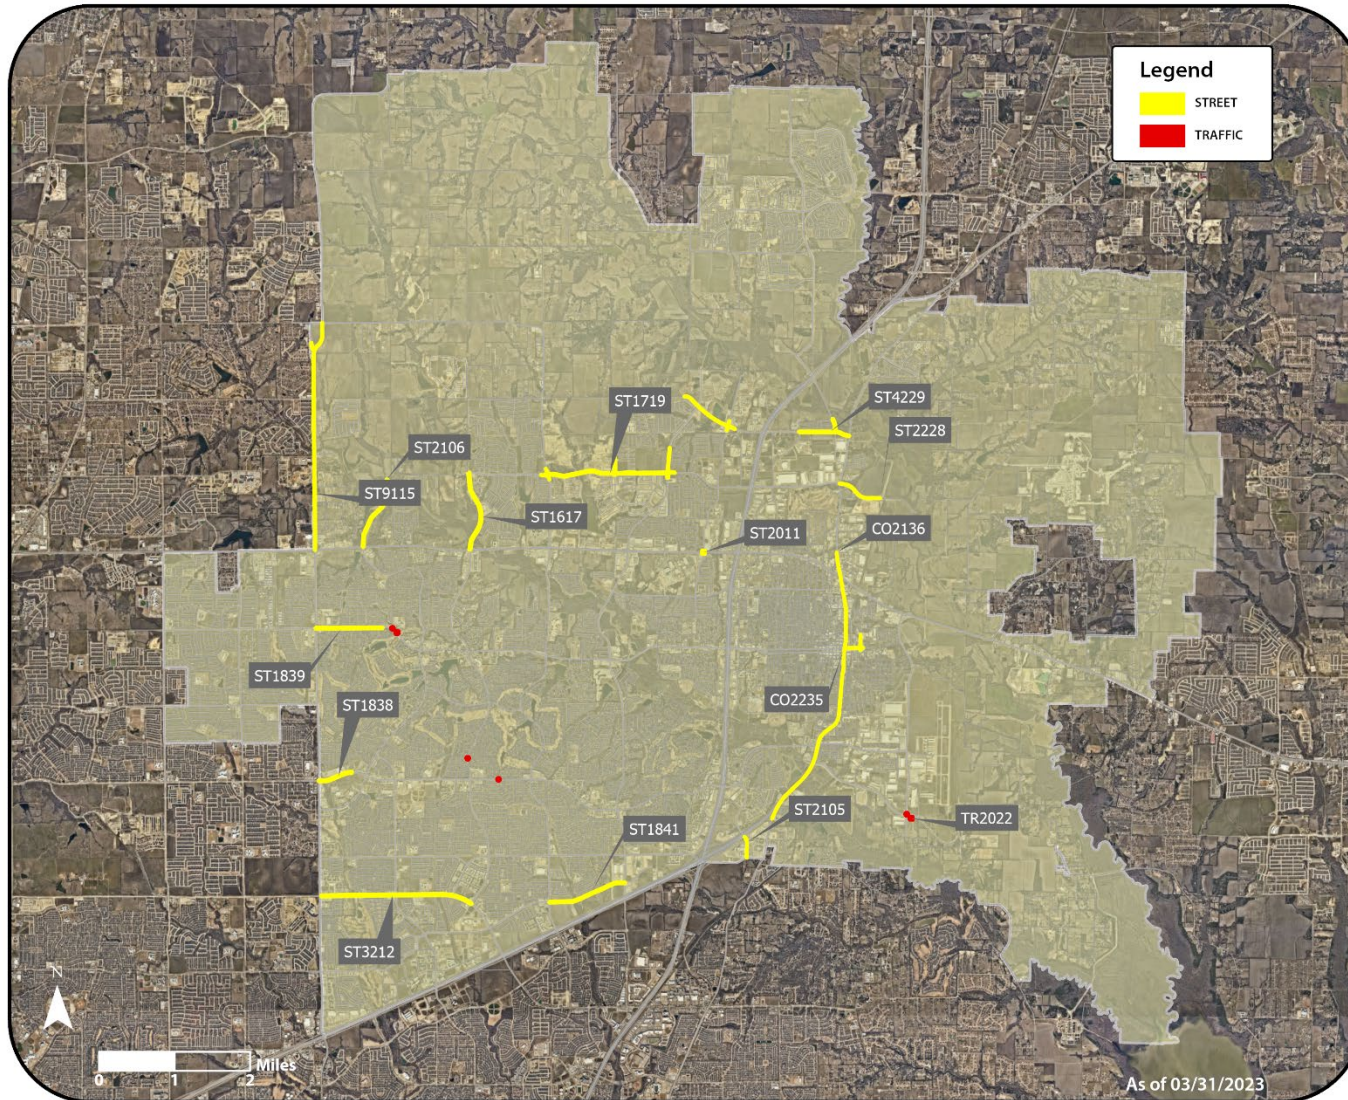 Legend
STREET
TRAFFIC
ST1719
ST4229
ST2228
ST2106
ST9115
ST1617
ST2011
CO2136
ST1839
ST1838
CO2235
ST2105
TR2022
ST1841
ST3212
N
Miles
0 1 2
As of 03/31/2023